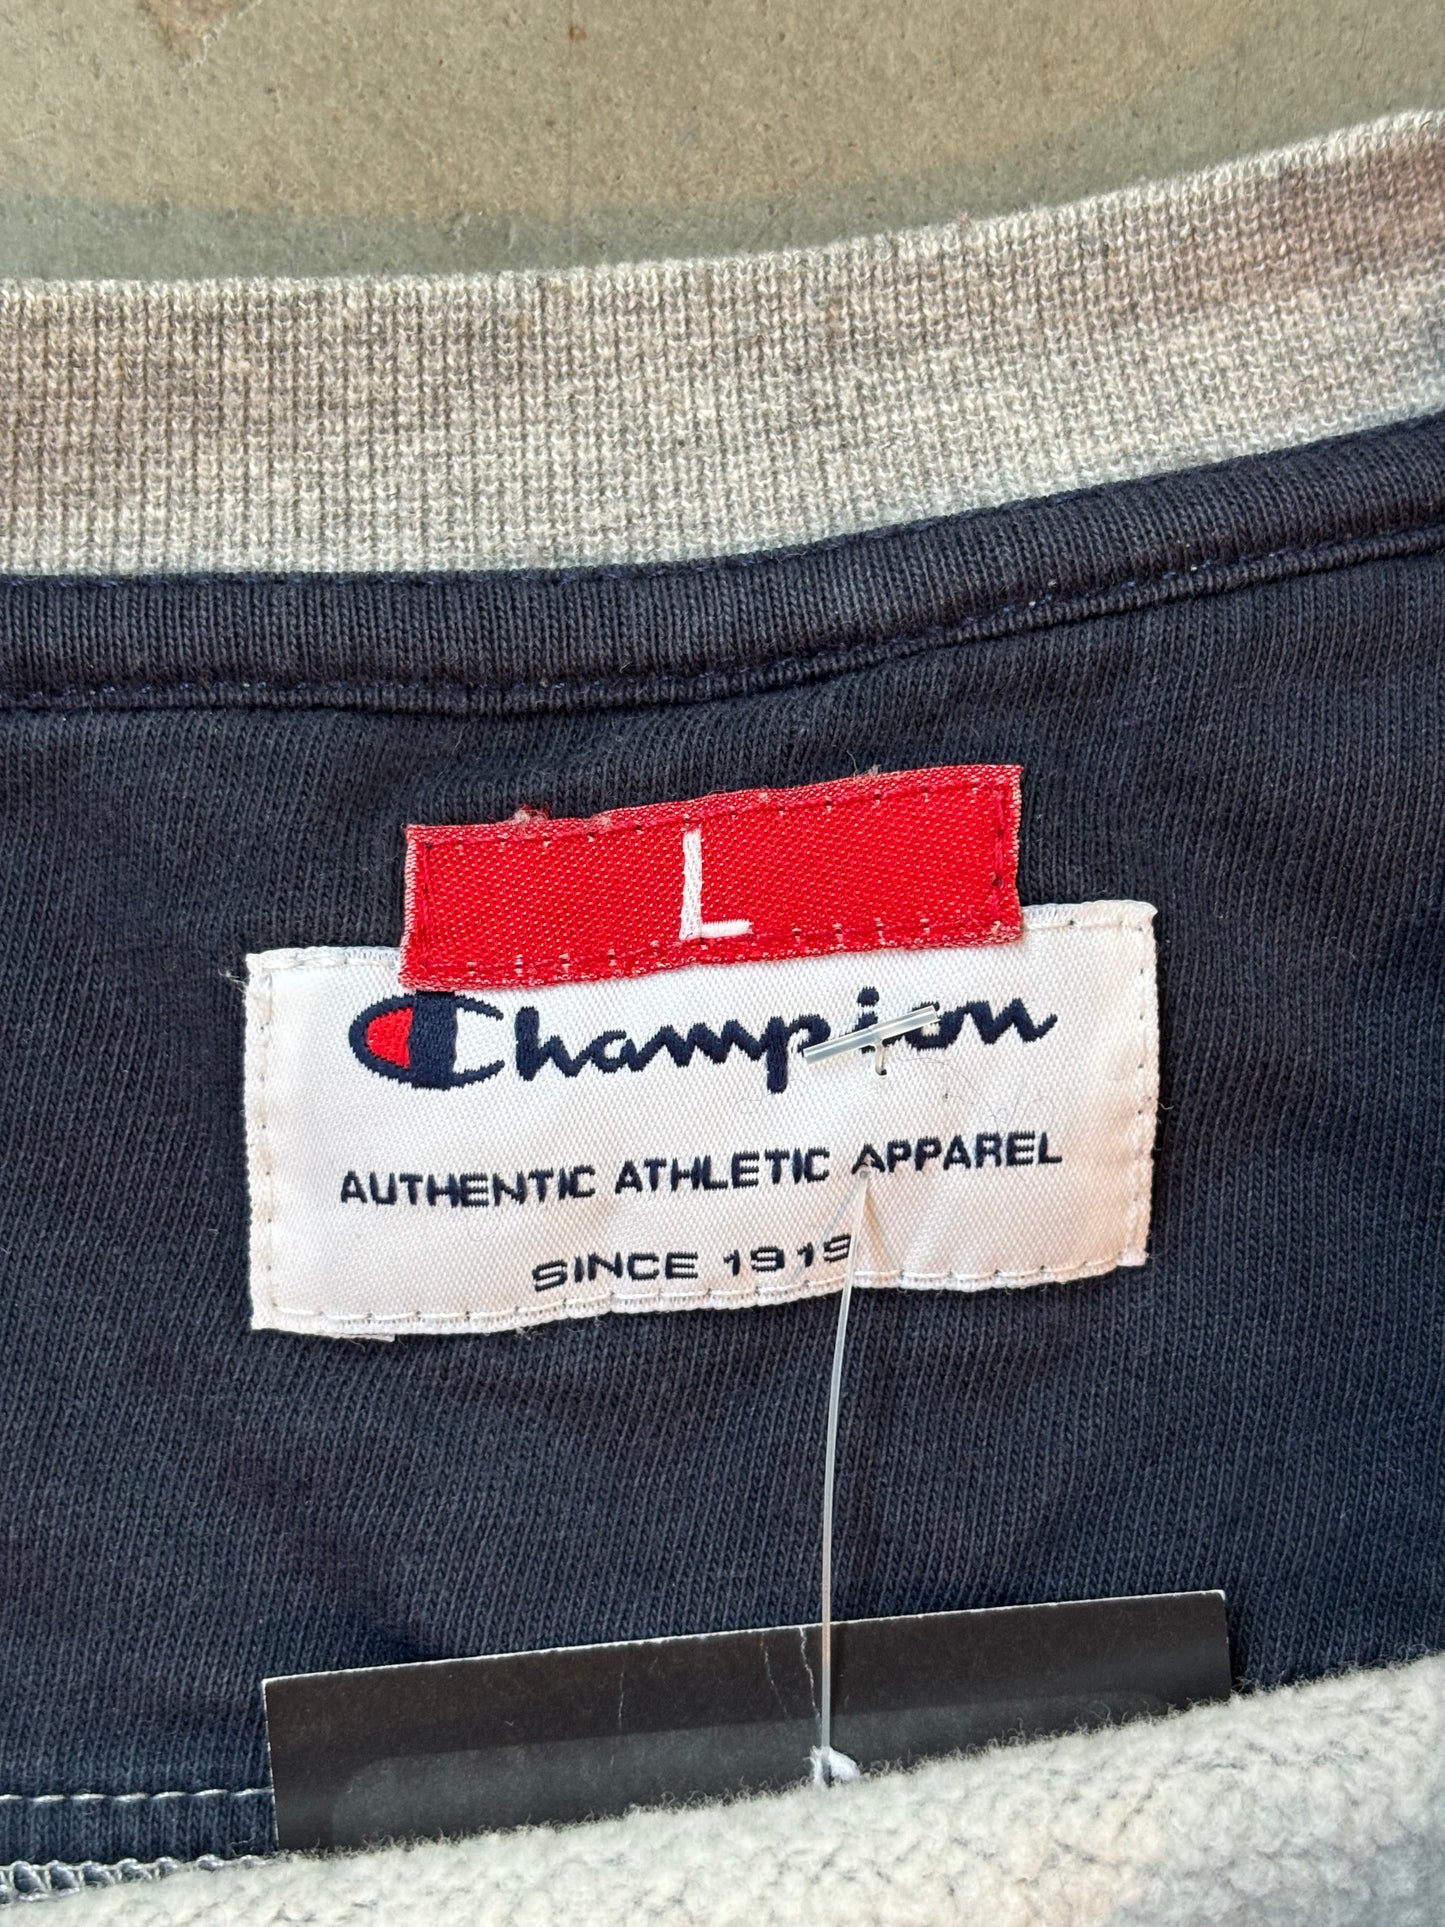 L
Champion
AUTHENTIC ATHLETIC APPAREL
SINCE 1919